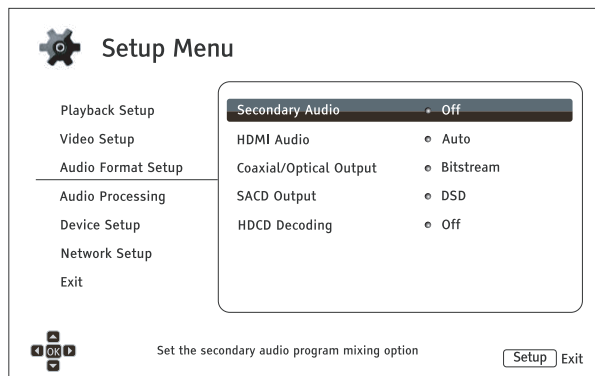 Setup Menu
Playback Setup
Video Setup
Audio Format Setup
Audio Processing
Device Setup
Network Setup
Exit
Secondary Audio Off
HDMI Audio Auto
Coaxial/Optical Output Bitstream
SACD Output DSD
HDCD Decoding Off
OK
Set the secondary audio program mixing option
Setup Exit